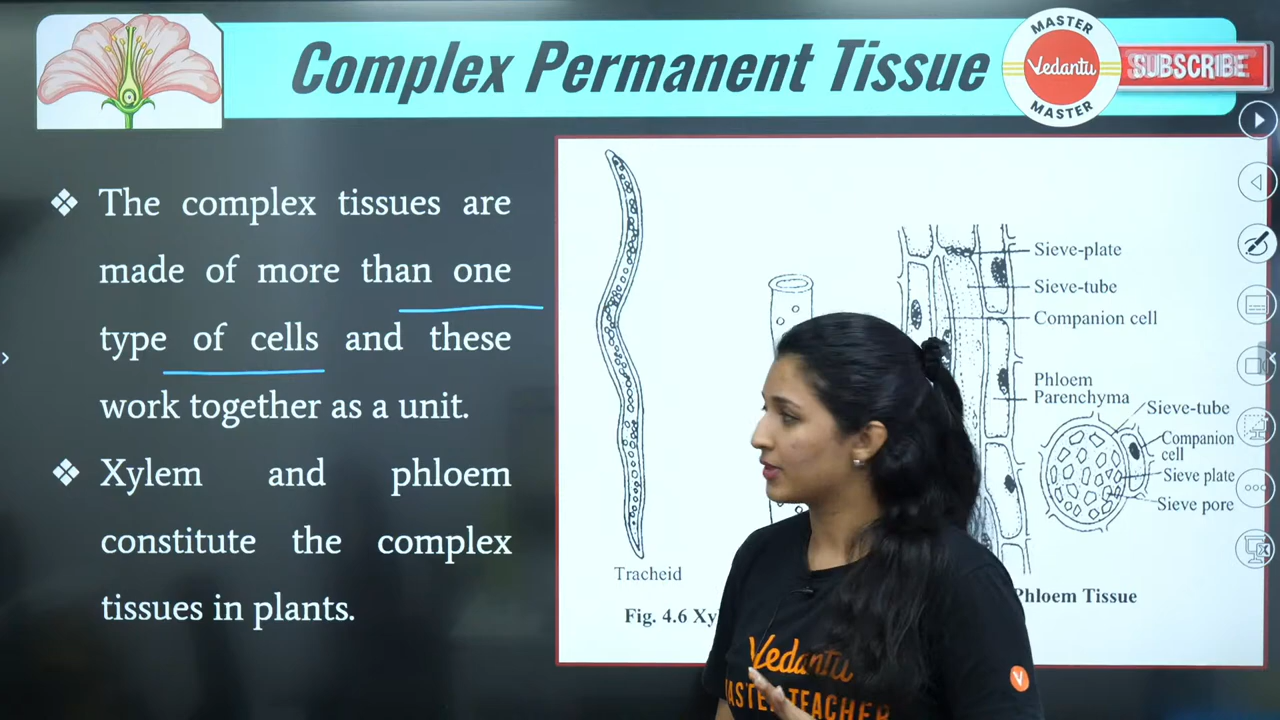 Complex Permanent Tissue
MASTER
Vedantu
MASTER
SUBSCRIBE
❖ The complex tissues are
made of more than one
type of cells and these
work together as a unit.
❖ Xylem and phloem
constitute the complex
tissues in plants.
Sieve-plate
Sieve-tube
Companion cell
Phloem
Parenchyma
Sieve-tube
Companion
cell
Sieve plate
Sieve pore
Tracheid
Fig. 4.6 Xy
Phloem Tissue
Vedantu
MASTER TEACHER
V